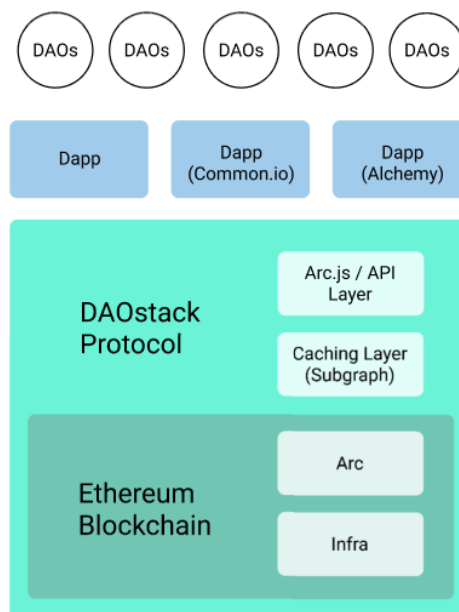 DAOs
DAOs
DAOs
DAOs
DAOs
Dapp
Dapp
(Common.io)
Dapp
(Alchemy)
DAOstack
Protocol
Arc.js / API
Layer
Caching Layer
(Subgraph)
Ethereum
Blockchain
Arc
Infra